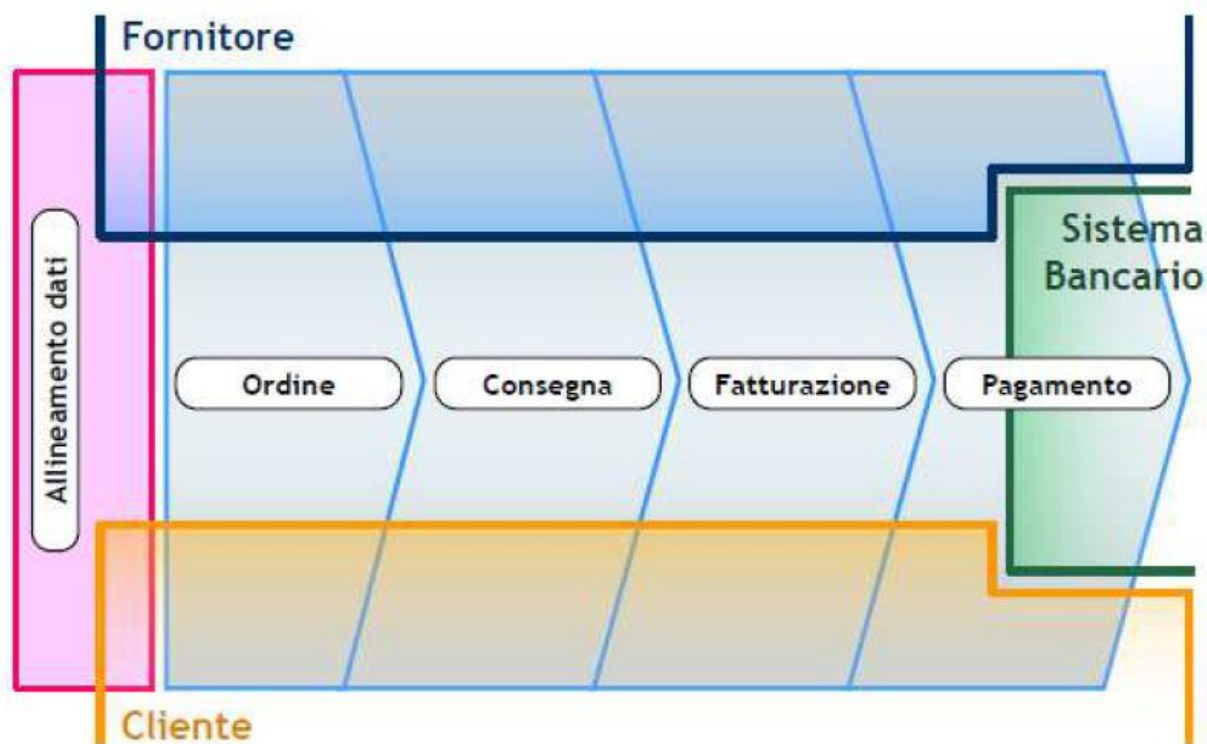 Fornitore
Sistema
Bancario
Allineamento dati
Ordine
Consegna
Fatturazione
Pagamento
Cliente